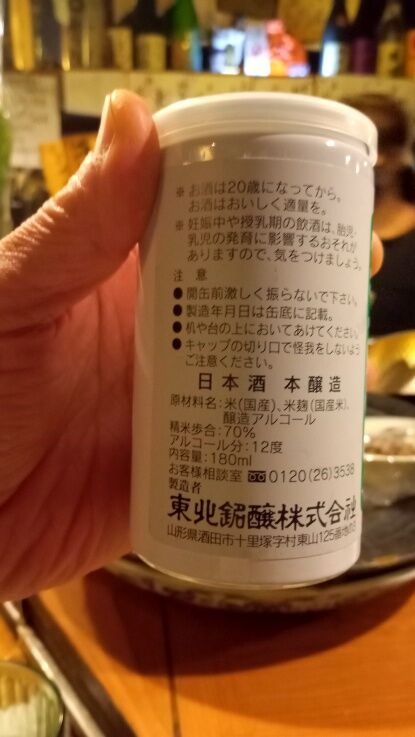 ※お酒は20歳になってから。
お酒はおいしく適量を。
※妊娠中や授乳期の飲酒は、胎児・
乳児の発育に影響するおそれが
ありますので、気をつけましょう。
注 意
●開缶前激しく振らないで下さい。
●製造年月日は缶底に記載。
●机や台の上においてあけてください。
●キャップの切り口で怪我をしないよう
ご注意ください。
日本酒 本醸造
原材料名:米(国産)、米麹(国産米)、
醸造アルコール
精米歩合:70%
アルコール分:12度
内容量:180ml
お客様相談室 0120(26)3538
製造者
東北銘醸株式会社
山形県酒田市十里塚字村東山125番地の3